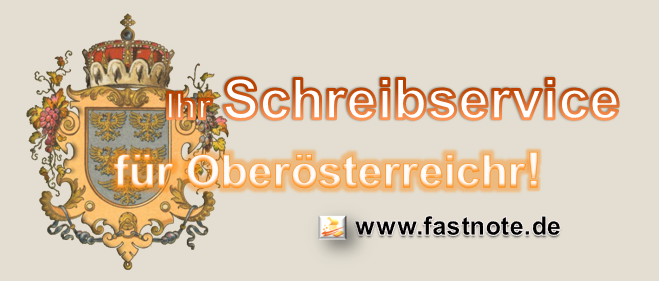 Ihr Schreibservice
für Oberösterreichr!
www.fastnote.de